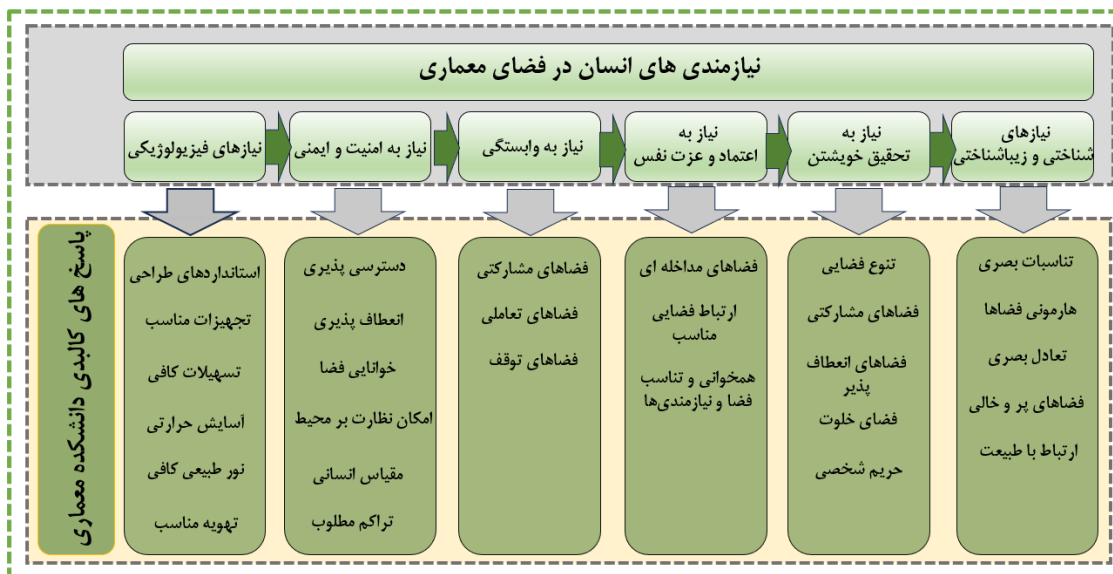 نیازمندی های انسان در فضای معماری
نیازهای
شناختی و زیباشناختی
نیاز به
تحقیق خویشتن
نیاز به
اعتماد و عزت نفس
نیاز به وابستگی
نیاز به امنیت و ایمنی
نیازهای فیزیولوژیکی
پاسخ های کالبدی دانشکده معماری
تناسبات بصری
هارمونی فضاها
تعادل بصری
فضاهای پر و خالی
ارتباط با طبیعت
تنوع فضایی
فضاهای مشارکتی
فضاهای انعطاف
پذیر
فضای خلوت
حریم شخصی
فضاهای مداخله ای
ارتباط فضایی
مناسب
همخوانی و تناسب
فضا و نیازمندی‌ها
فضاهای مشارکتی
فضاهای تعاملی
فضاهای توقف
دسترسی پذیری
انعطاف پذیری
خوانایی فضا
امکان نظارت بر محیط
مقیاس انسانی
تراکم مطلوب
استانداردهای طراحی
تجهیزات مناسب
تسهیلات کافی
آسایش حرارتی
نور طبیعی کافی
تهویه مناسب